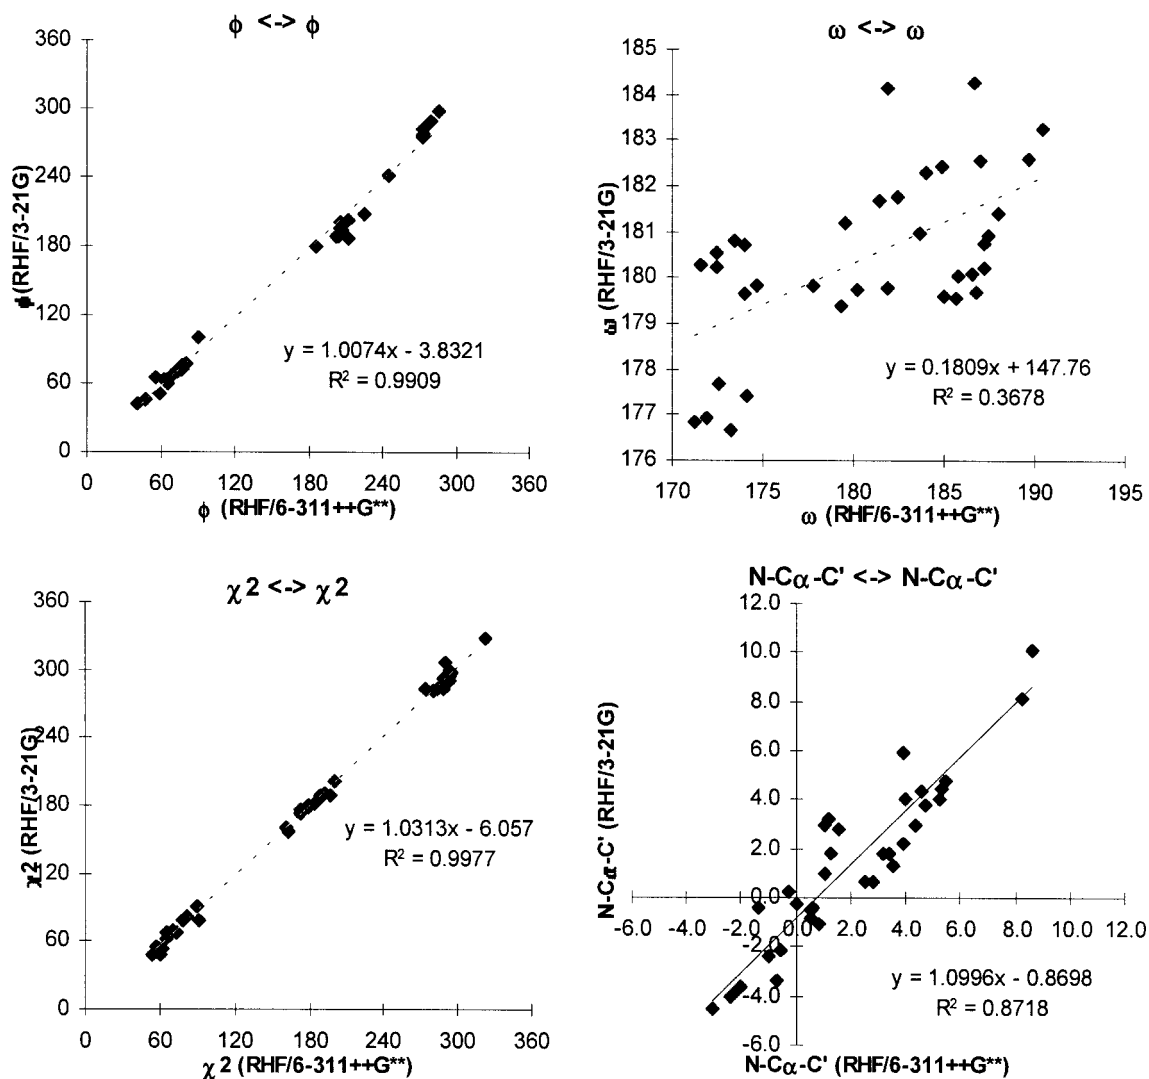 ϕ <-> ϕ
360
300
240
180
120
60
0
0 60 120 180 240 300 360
(RHF/3-21G)
y = 1.0074x - 3.8321
R² = 0.9909
ϕ (RHF/6-311++G**)
ω <-> ω
185
184
183
182
181
180
179
178
177
176
170 175 180 185 190 195
(RHF/3-21G)
y = 0.1809x + 147.76
R² = 0.3678
ω (RHF/6-311++G**)
χ2 <-> χ2
360
300
240
180
120
60
0
0 60 120 180 240 300 360
χ2 (RHF/3-21G)
y = 1.0313x - 6.057
R² = 0.9977
χ2 (RHF/6-311++G**)
N-Cα-C' <-> N-Cα-C'
12.0
10.0
8.0
6.0
4.0
2.0
0.0
-6.0 -4.0 -2.0 0.0 2.0 4.0 6.0 8.0 10.0 12.0
-2.0
-4.0
-6.0
N-Cα-C' (RHF/3-21G)
y = 1.0996x - 0.8698
R² = 0.8718
N-Cα-C' (RHF/6-311++G**)